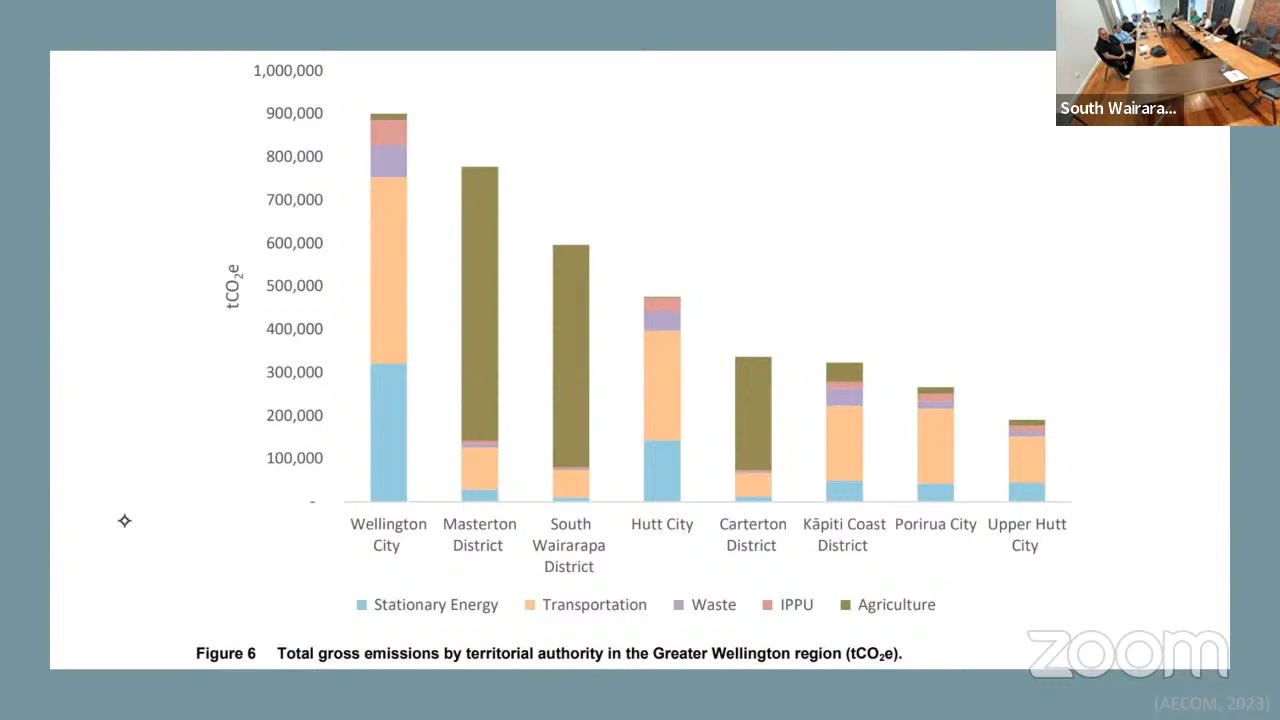 South Wairara...
1,000,000
900,000
800,000
700,000
600,000
500,000
400,000
300,000
200,000
100,000
-
tCO₂e
Wellington City
Masterton District
South Wairarapa District
Hutt City
Carterton District
Kāpiti Coast District
Porirua City
Upper Hutt City
Stationary Energy Transportation Waste IPPU Agriculture
Figure 6 Total gross emissions by territorial authority in the Greater Wellington region (tCO₂e).
zoom
(AECOM, 2023)